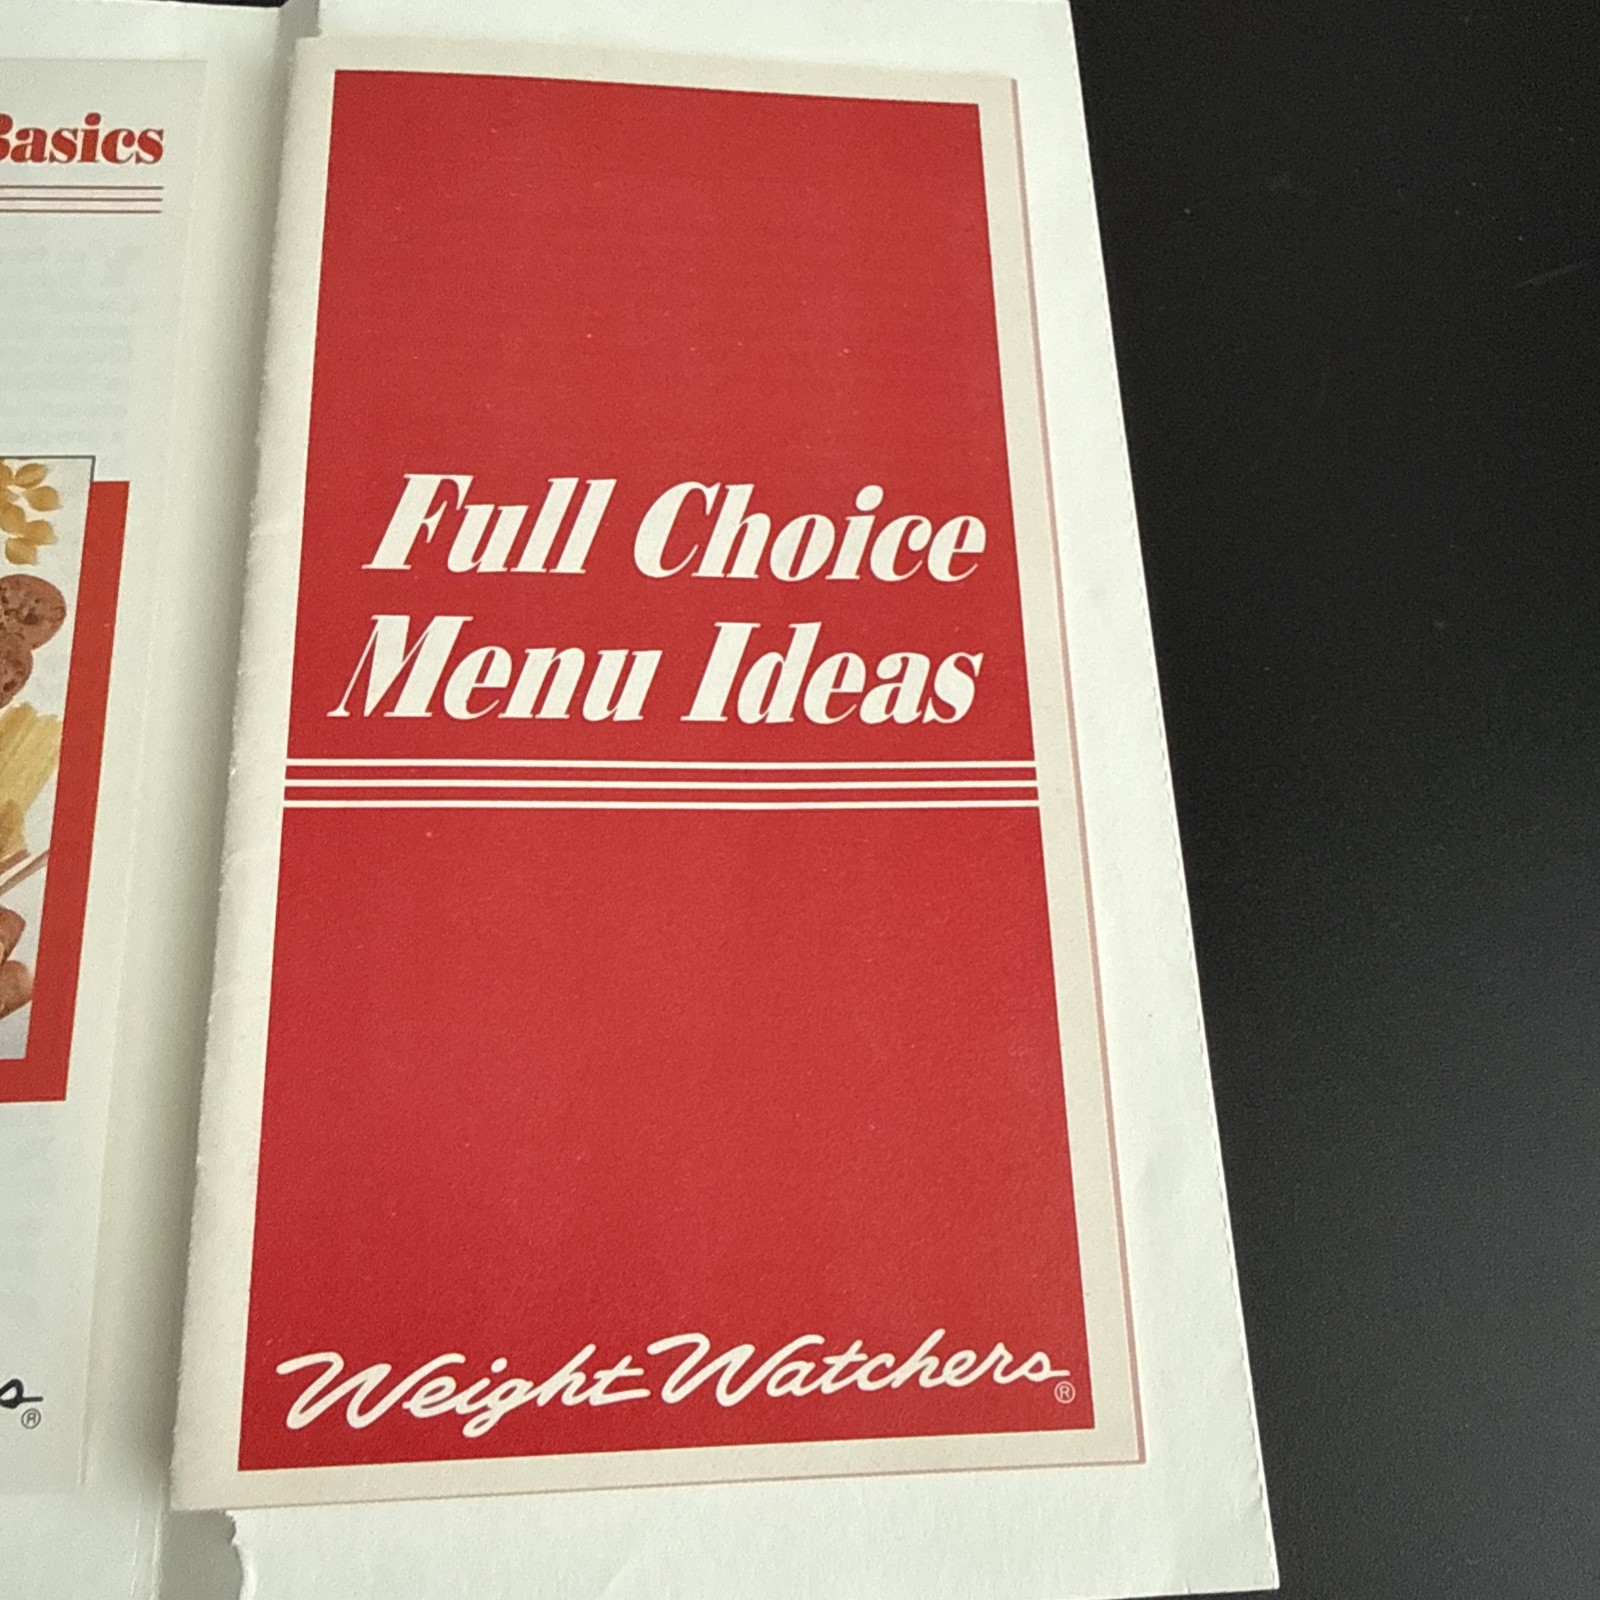 Basics
Full Choice
Menu Ideas
Weight Watchers®
s®